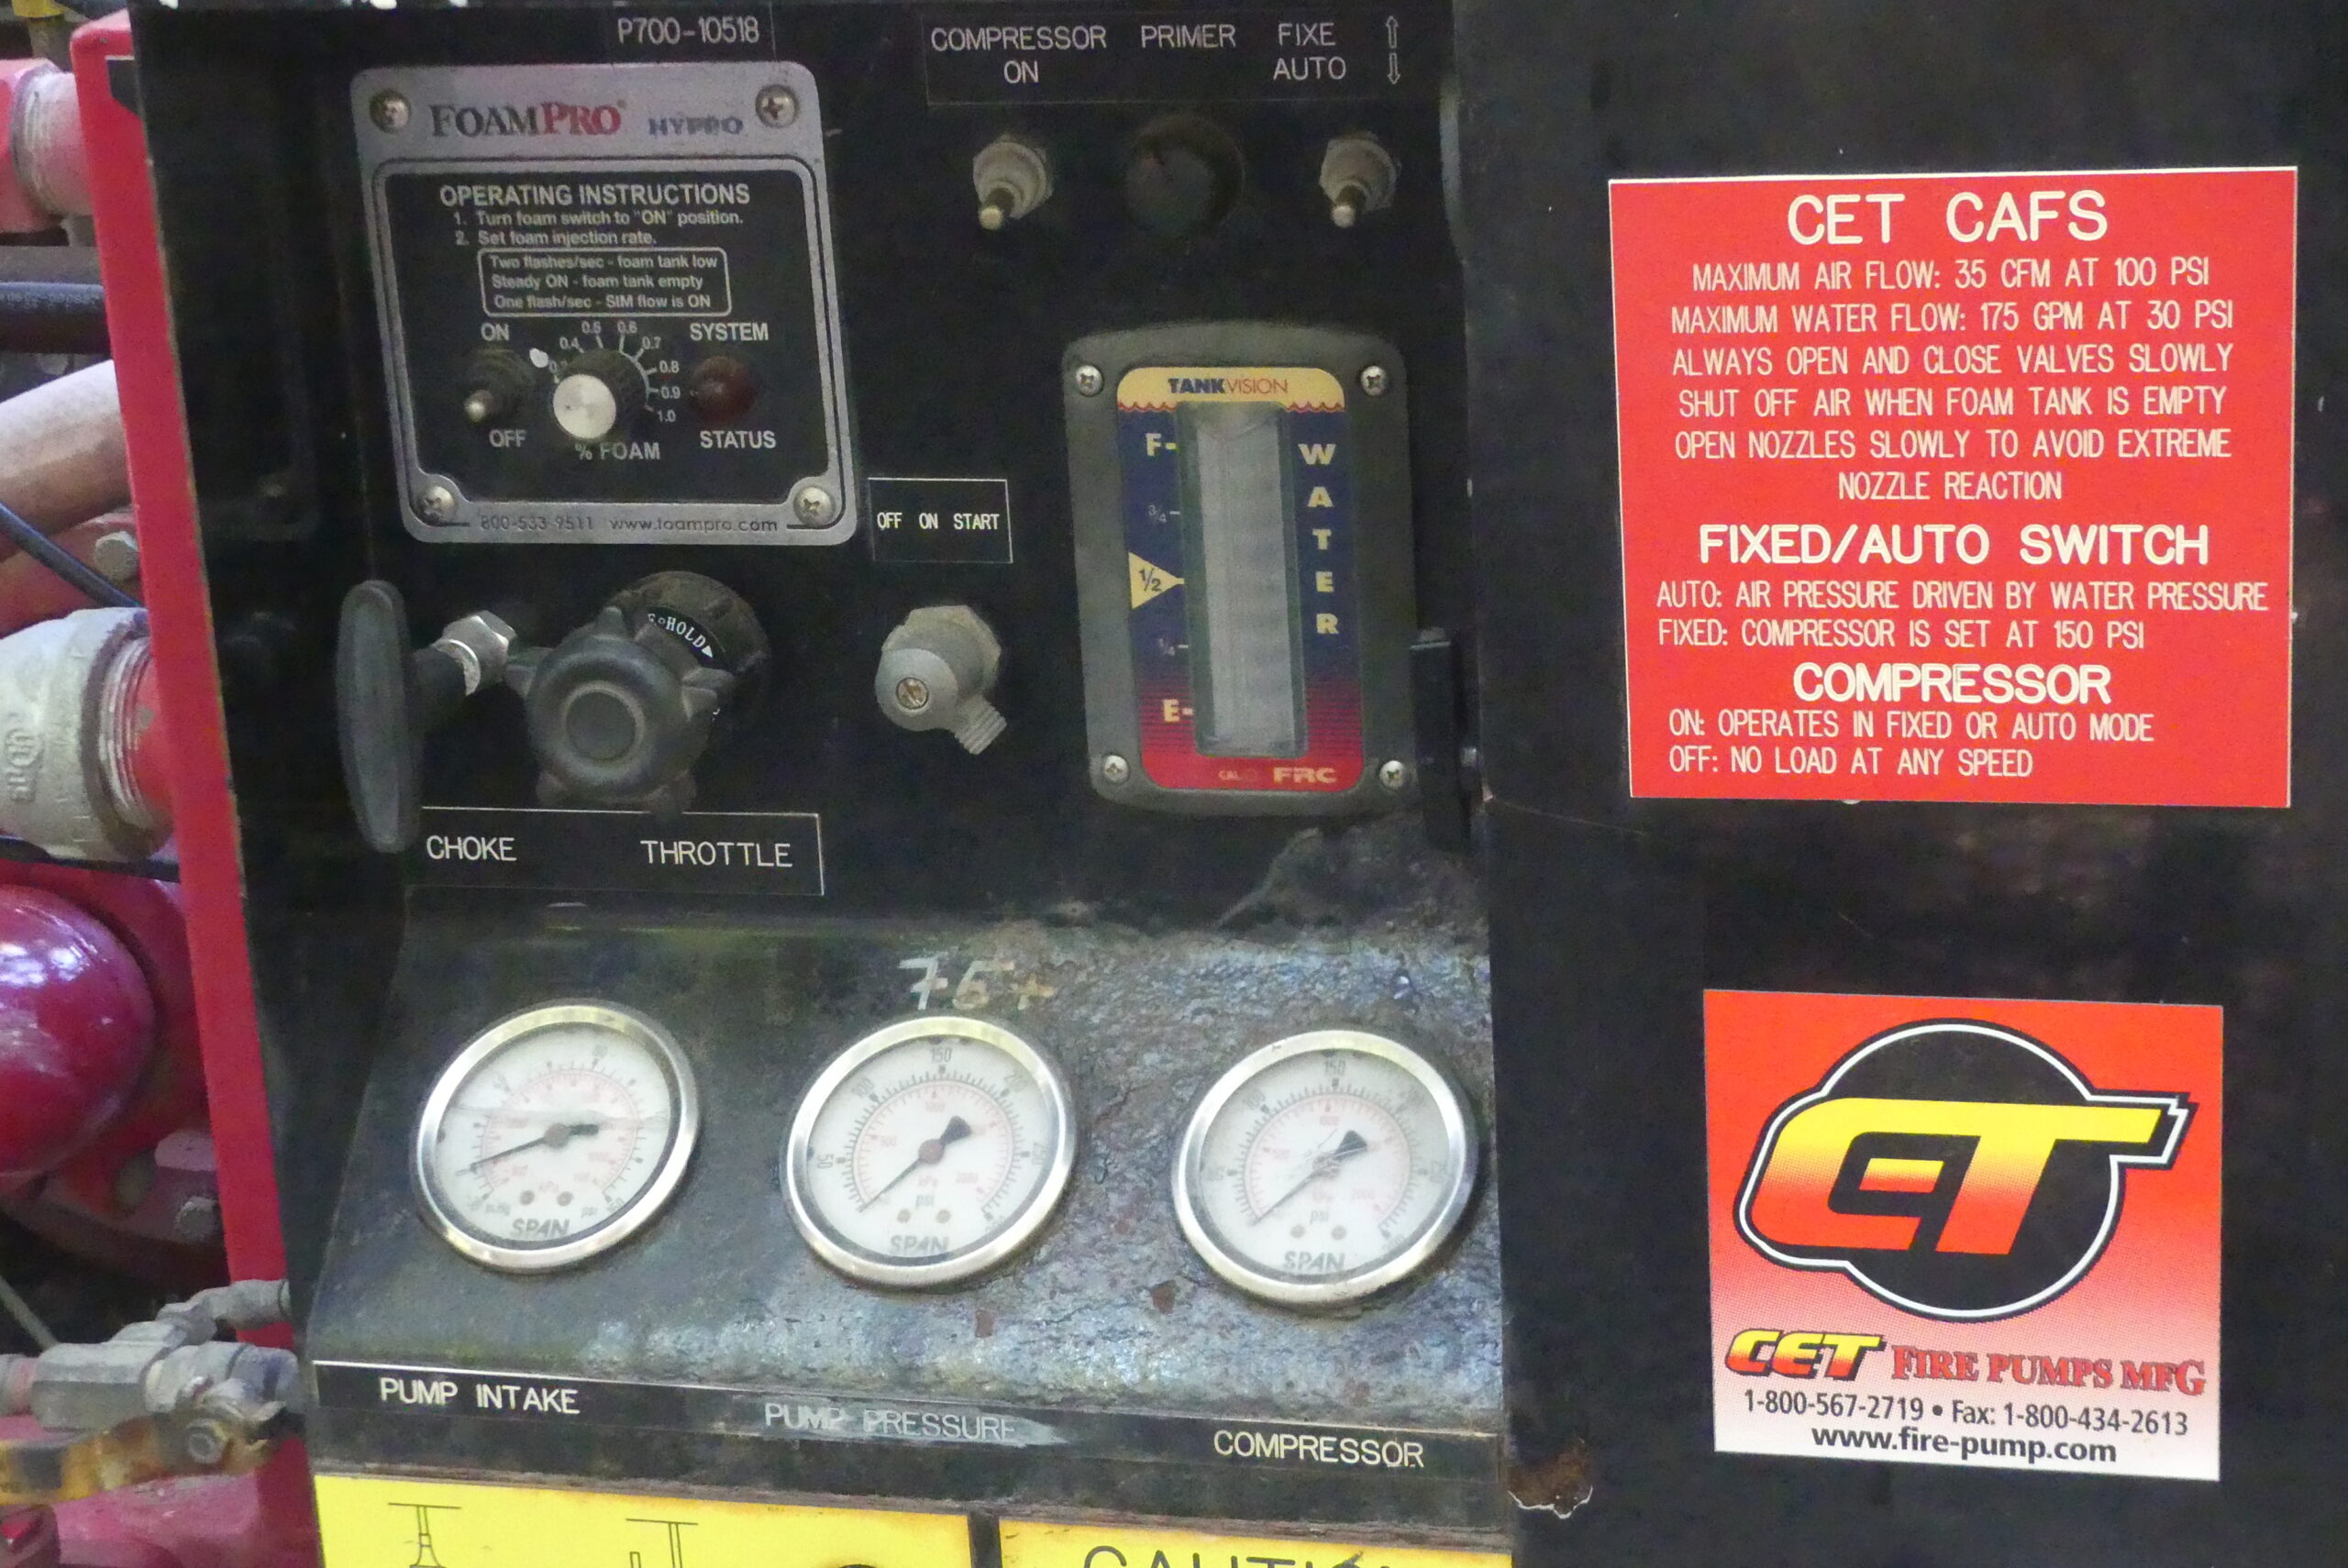 P700-10518
COMPRESSOR PRIMER FIXE ⇧
ON AUTO ⇩
FOAMPRO® HYPRO
OPERATING INSTRUCTIONS
1. Turn foam switch to "ON" position.
2. Set foam injection rate.
Two flashes/sec - foam tank low
Steady ON - foam tank empty
One flash/sec - SIM flow is ON
ON
0.4 0.5 0.6 0.7 0.8 0.9 1.0
SYSTEM
OFF
% FOAM
STATUS
800-533-9511 www.foampro.com
OFF ON START
TANKVISION
F-
3/4
1/2
1/4
E-
WATER
FRC
HOLD
CHOKE THROTTLE
75+
SPAN
150
100
50
kPa
psi
SPAN
150
psi
SPAN
PUMP INTAKE
PUMP PRESSURE
COMPRESSOR
CET CAFS
MAXIMUM AIR FLOW: 35 CFM AT 100 PSI
MAXIMUM WATER FLOW: 175 GPM AT 30 PSI
ALWAYS OPEN AND CLOSE VALVES SLOWLY
SHUT OFF AIR WHEN FOAM TANK IS EMPTY
OPEN NOZZLES SLOWLY TO AVOID EXTREME
NOZZLE REACTION
FIXED/AUTO SWITCH
AUTO: AIR PRESSURE DRIVEN BY WATER PRESSURE
FIXED: COMPRESSOR IS SET AT 150 PSI
COMPRESSOR
ON: OPERATES IN FIXED OR AUTO MODE
OFF: NO LOAD AT ANY SPEED
CET
CET FIRE PUMPS MFG
1-800-567-2719 • Fax: 1-800-434-2613
www.fire-pump.com